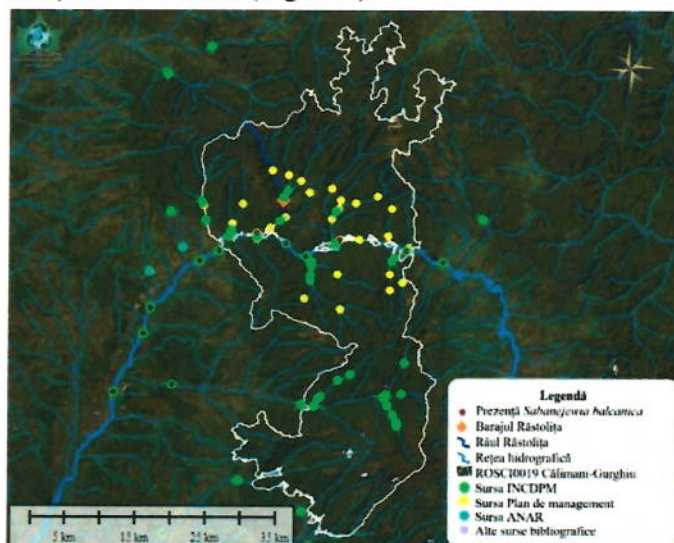 Legendă
Prezență Sabanejewia balcanica
Barajul Răstolița
Râul Răstolița
Rețea hidrografică
ROSCI0019 Călimani-Gurghiu
Sursa INCDPM
Sursa Plan de management
Sursa ANAR
Alte surse bibliografice
5 km 15 km 25 km 35 km